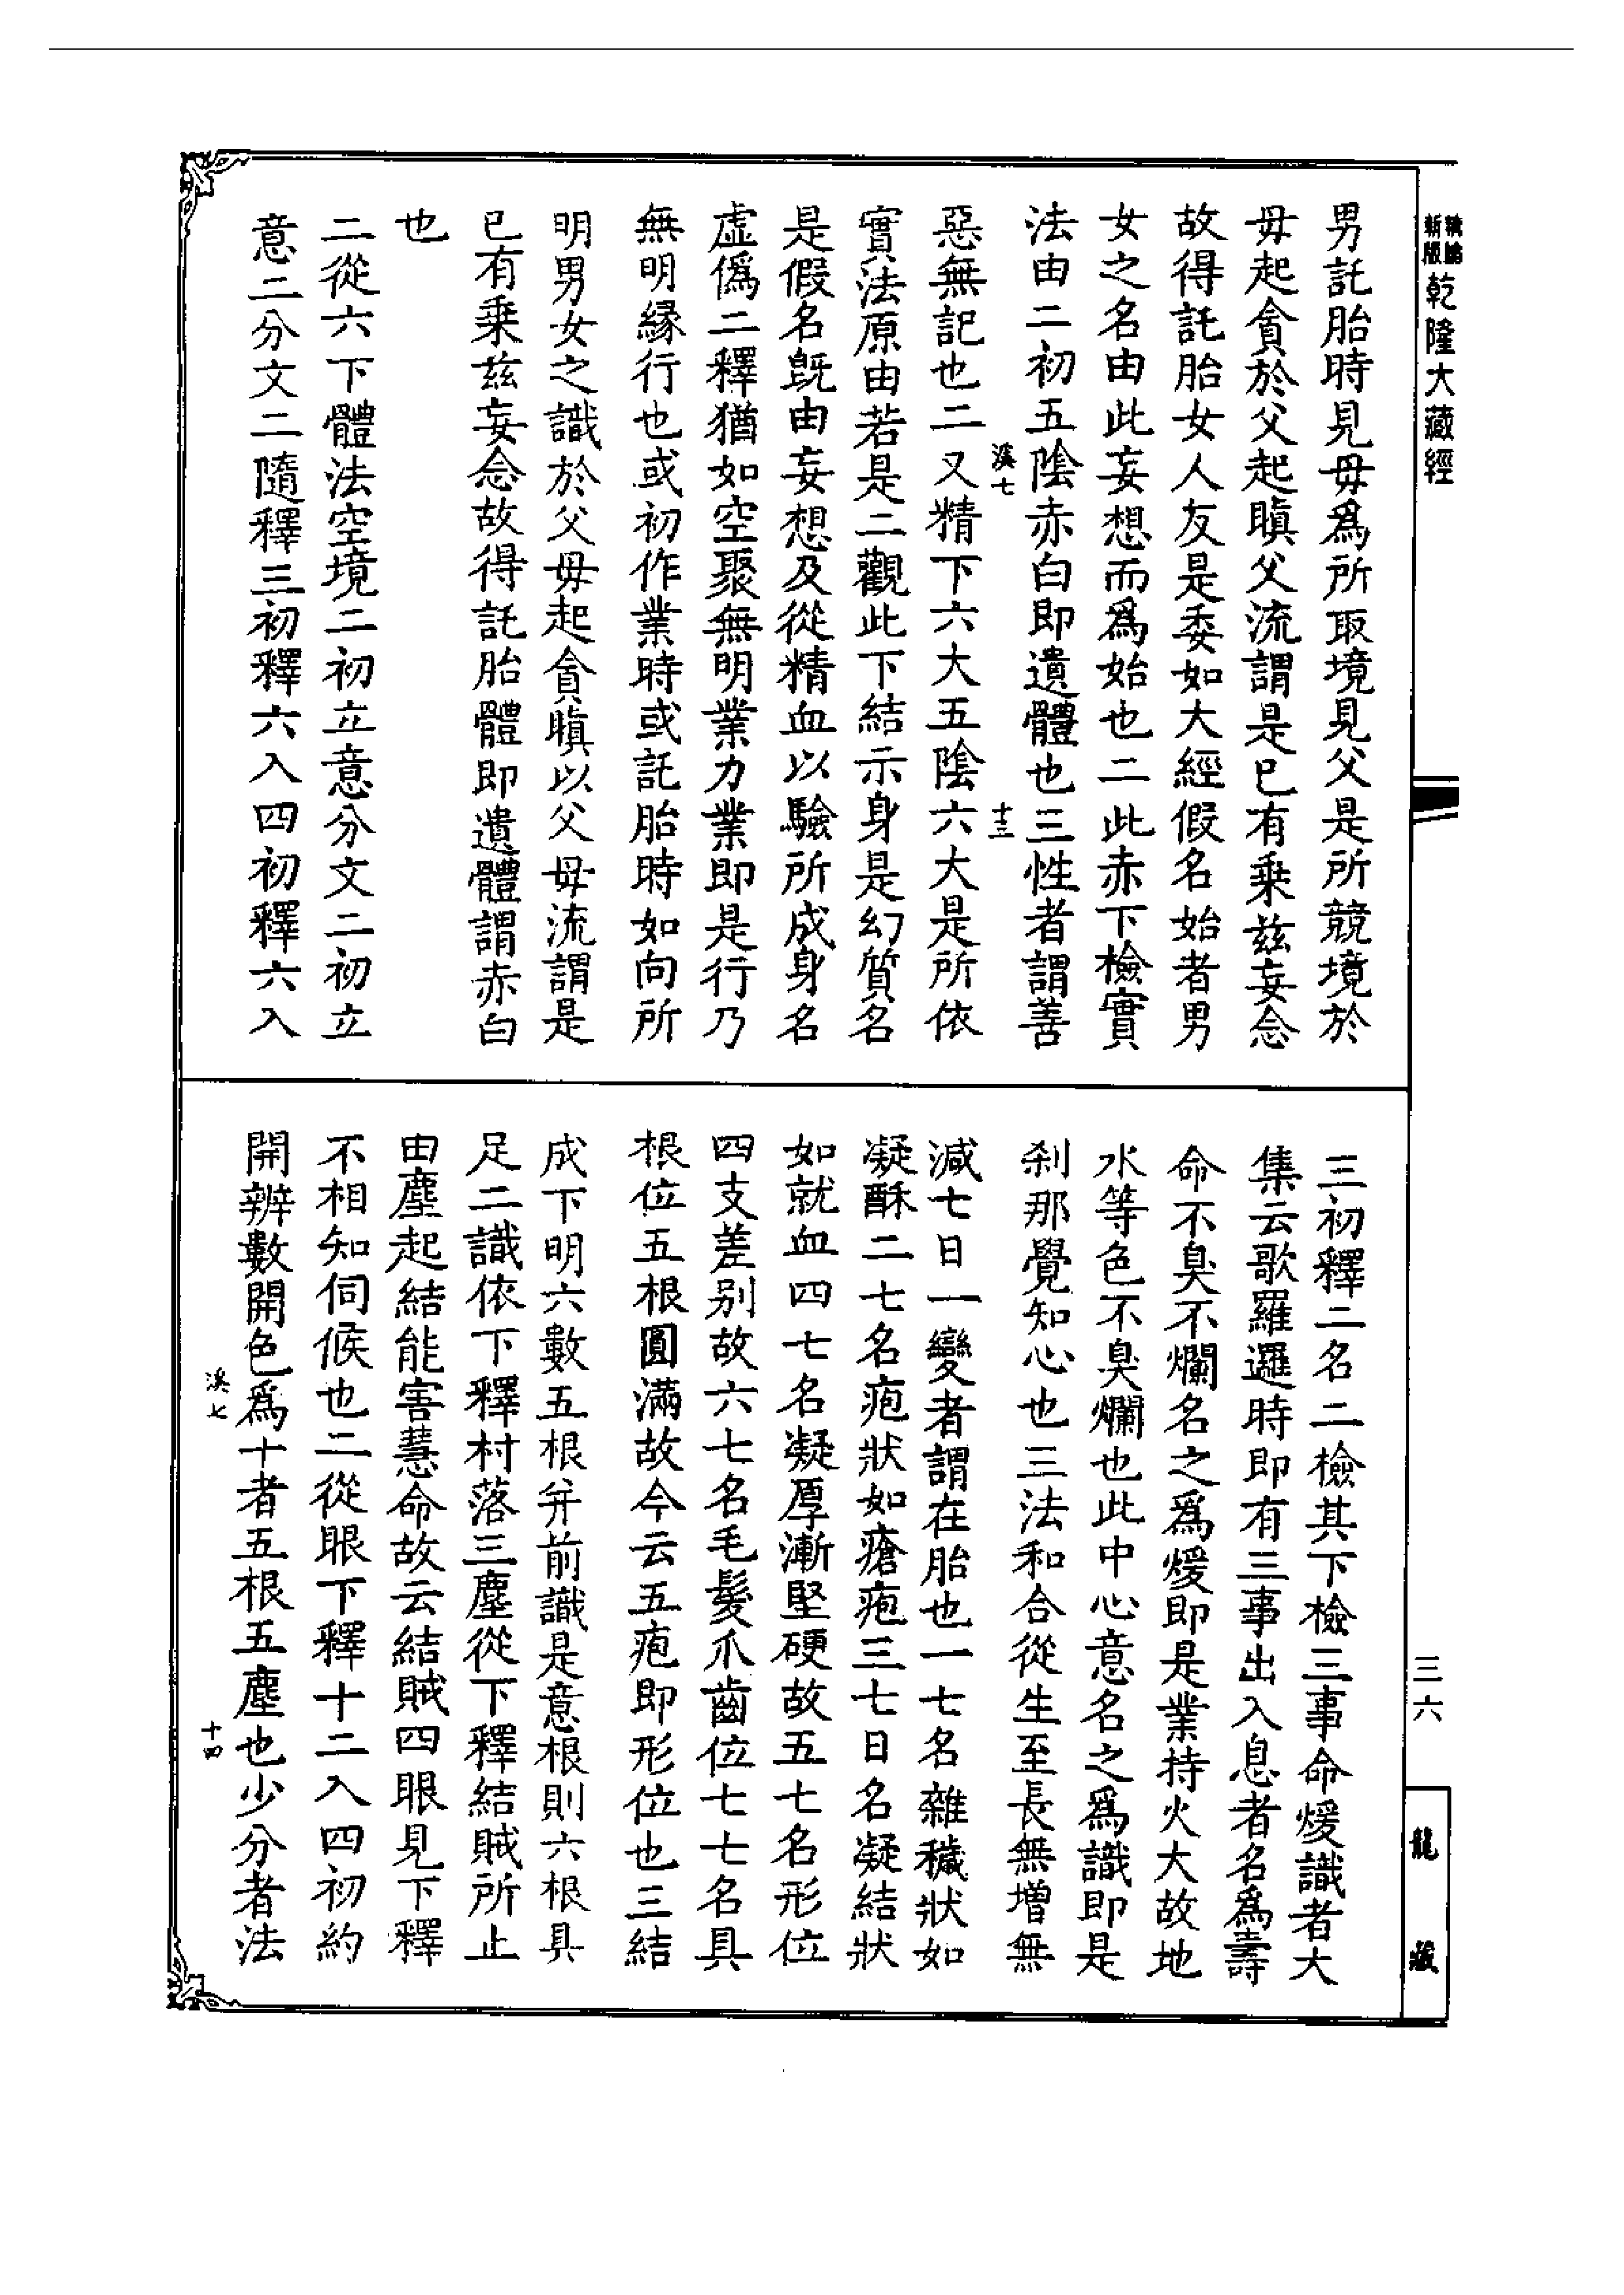 乾隆大藏經
男託胎時見毋爲所取境見父是所競境於
毋起貪於父起瞋父流謂是已有乗兹妄念
故得託胎女人友是委如大經假名始者男
女之名由此妄想而爲始也二此赤下檢實
法由二初五陰赤白即遺體也三性者謂善
溪七 十三
惡無記也二又精下六大五陰六大是所依
實法原由若是二觀此下結示身是幻質名
是假名旣由妄想及從精血以驗所成身名
虛僞二釋猶如空聚無明業力業即是行乃
無明緣行也或初作業時或託胎時如向所
明男女之識於父毋起貪瞋以父毋流謂是
已有乗兹妄念故得託胎體即遺體謂赤白
也
二從六下體法空境二初立意分文二初立
意二分文二隨釋三初釋六入四初釋六入
三初釋二名二檢其下檢三事命煖識者大
集云歌羅邏時即有三事出入息者名爲壽
命不臭不爛名之爲煖即是業持火大故地
水等色不臭爛也此中心意名之爲識即是
刹那覺知心也三法和合從生至長無增無
減七日一變者謂在胎也一七名雜穢狀如
凝酥二七名疱狀如瘡疱三七日名凝結狀
如就血四七名凝厚漸堅硬故五七名形位
四支差别故六七名毛髮爪齒位七七名具
根位五根圓滿故今云五疱即形位也三結
成下明六數五根并前識是意根則六根具
足二識依下釋村落三塵從下釋結賊所止
由塵起結能害慧命故云結賊四眼見下釋
不相知伺候也二從眼下釋十二入四初約
開辨數開色爲十者五根五塵也少分者法
溪七 十四
三六
龍藏